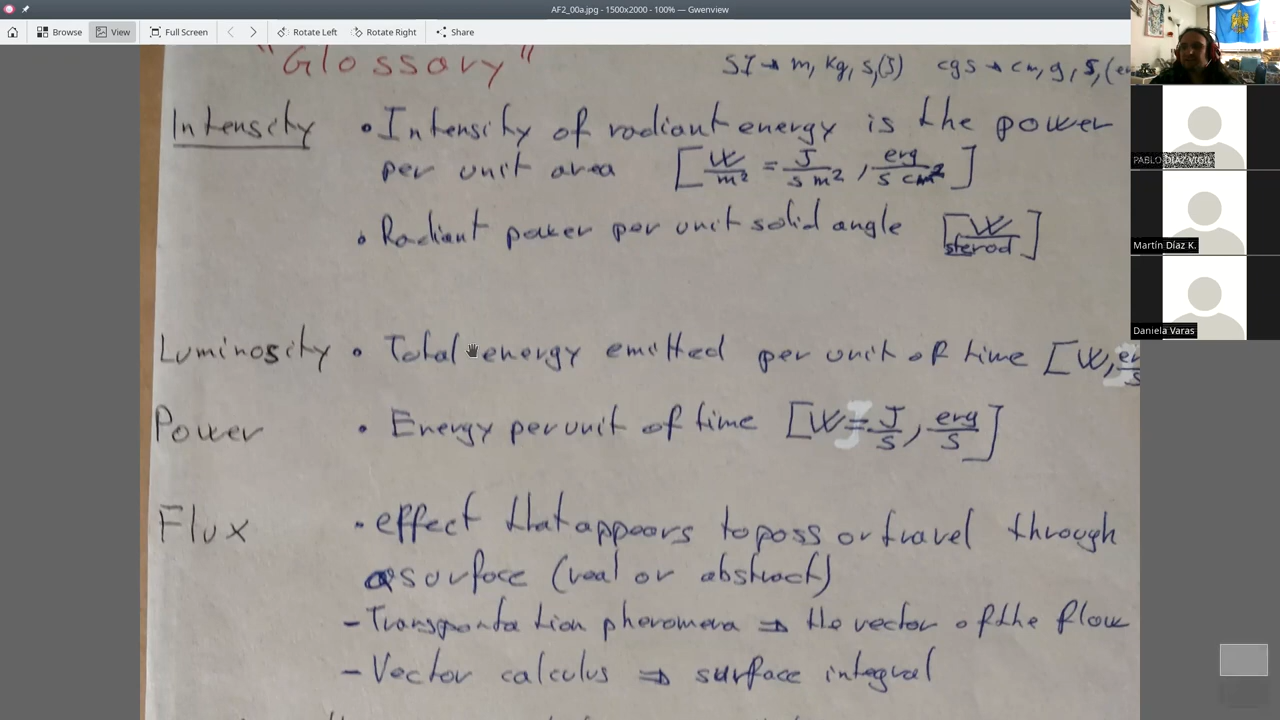 AF2_00a.jpg - 1500x2000 - 100% — Gwenview
Browse View Full Screen Rotate Left Rotate Right Share
"Glossary"
SI → m, kg, s, (J) cgs → cm, g, s, (er
Intensity • Intensity of radiant energy is the power
per unit area [W/m² = J/s m², erg/s cm²]
• Radiant power per unit solid angle [W/sterad]
Luminosity • Total energy emitted per unit of time [W, er/s
Power • Energy per unit of time [W = J/s, erg/s]
Flux • effect that appears to pass or travel through
a surface (real or abstract)
- Transportation phenomena ⇒ the vector of the flow
- Vector calculus ⇒ surface integral
PABLO DÍAZ VIGIL
Martín Díaz K.
Daniela Varas